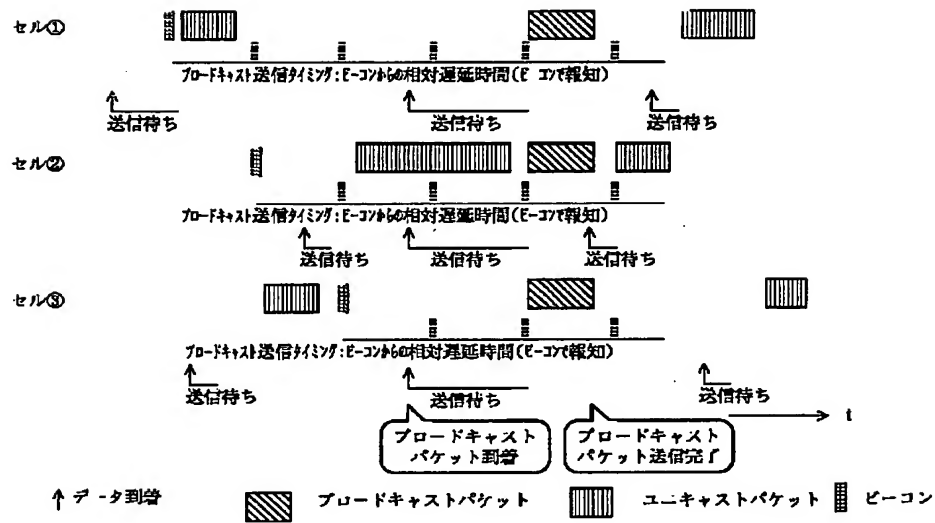 セル①
ブロードキャスト送信タイミング:ビーコンからの相対遅延時間(ビーコンで報知)
送信待ち 送信待ち 送信待ち
セル②
ブロードキャスト送信タイミング:ビーコンからの相対遅延時間(ビーコンで報知)
送信待ち 送信待ち 送信待ち
セル③
ブロードキャスト送信タイミング:ビーコンからの相対遅延時間(ビーコンで報知)
送信待ち 送信待ち 送信待ち
t
ブロードキャスト
パケット到着
ブロードキャスト
パケット送信完了
データ到着 ブロードキャストパケット ユニキャストパケット ビーコン